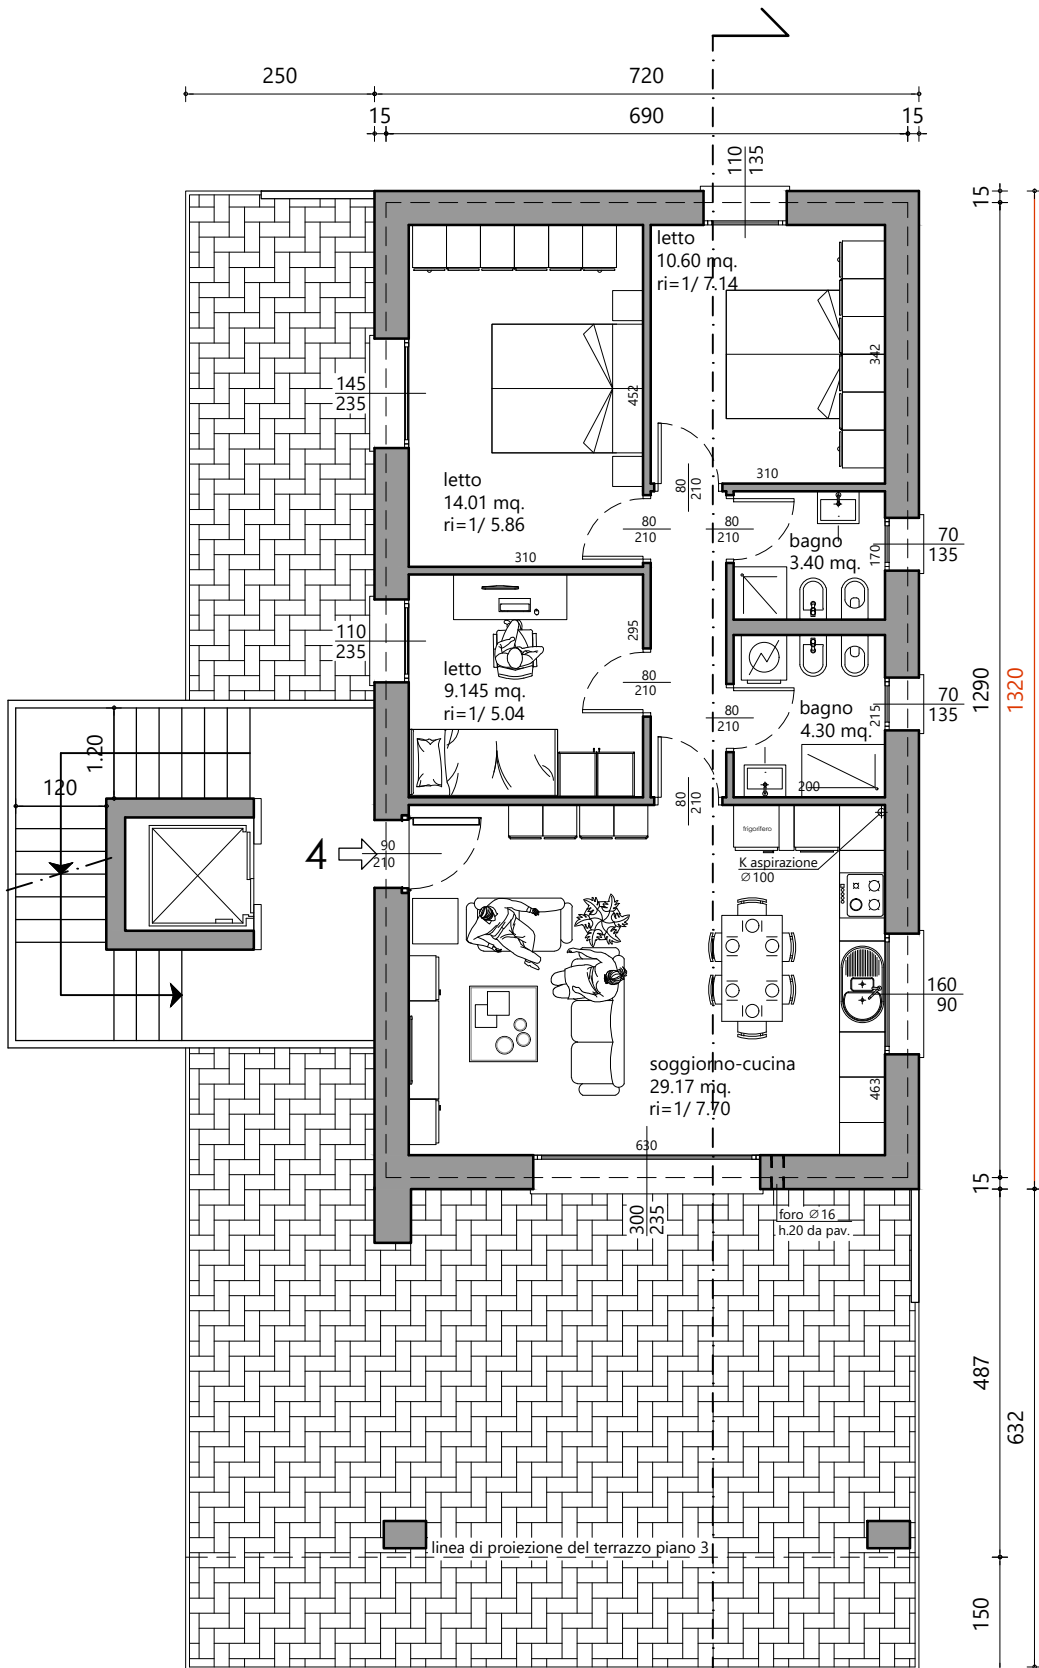 250
720
15
690
15
110
135
15
letto
10.60 mq.
ri=1/ 7.14
342
145
235
452
310
letto
14.01 mq.
ri=1/ 5.86
80
210
80
210
80
210
bagno
3.40 mq.
170
70
135
310
110
235
295
letto
9.145 mq.
ri=1/ 5.04
80
210
80
210
bagno
4.30 mq.
215
70
135
1290
1320
1.20
120
80
210
200
4
90
210
frigorifero
K aspirazione
Ø100
160
90
soggiorno-cucina
29.17 mq.
ri=1/ 7.70
463
630
300
235
foro Ø16
h.20 da pav.
15
487
632
linea di proiezione del terrazzo piano 3
150